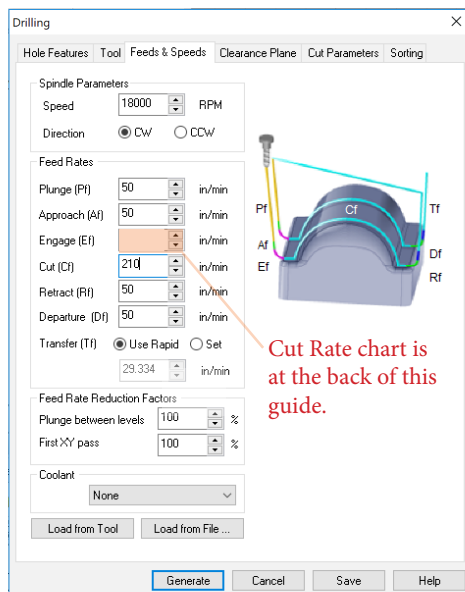 Drilling
Hole Features Tool Feeds & Speeds Clearance Plane Cut Parameters Sorting
Spindle Parameters
Speed 18000 RPM
Direction CW CCW
Feed Rates
Plunge (Pf) 50 in/min
Approach (Af) 50 in/min
Engage (Ef) in/min
Cut (Cf) 210 in/min
Retract (Rf) 50 in/min
Departure (Df) 50 in/min
Transfer (Tf) Use Rapid Set
29.334 in/min
Pf Cf Tf
Af Df
Ef Rf
Cut Rate chart is
at the back of this
guide.
Feed Rate Reduction Factors
Plunge between levels 100 %
First XY pass 100 %
Coolant
None
Load from Tool Load from File ...
Generate Cancel Save Help